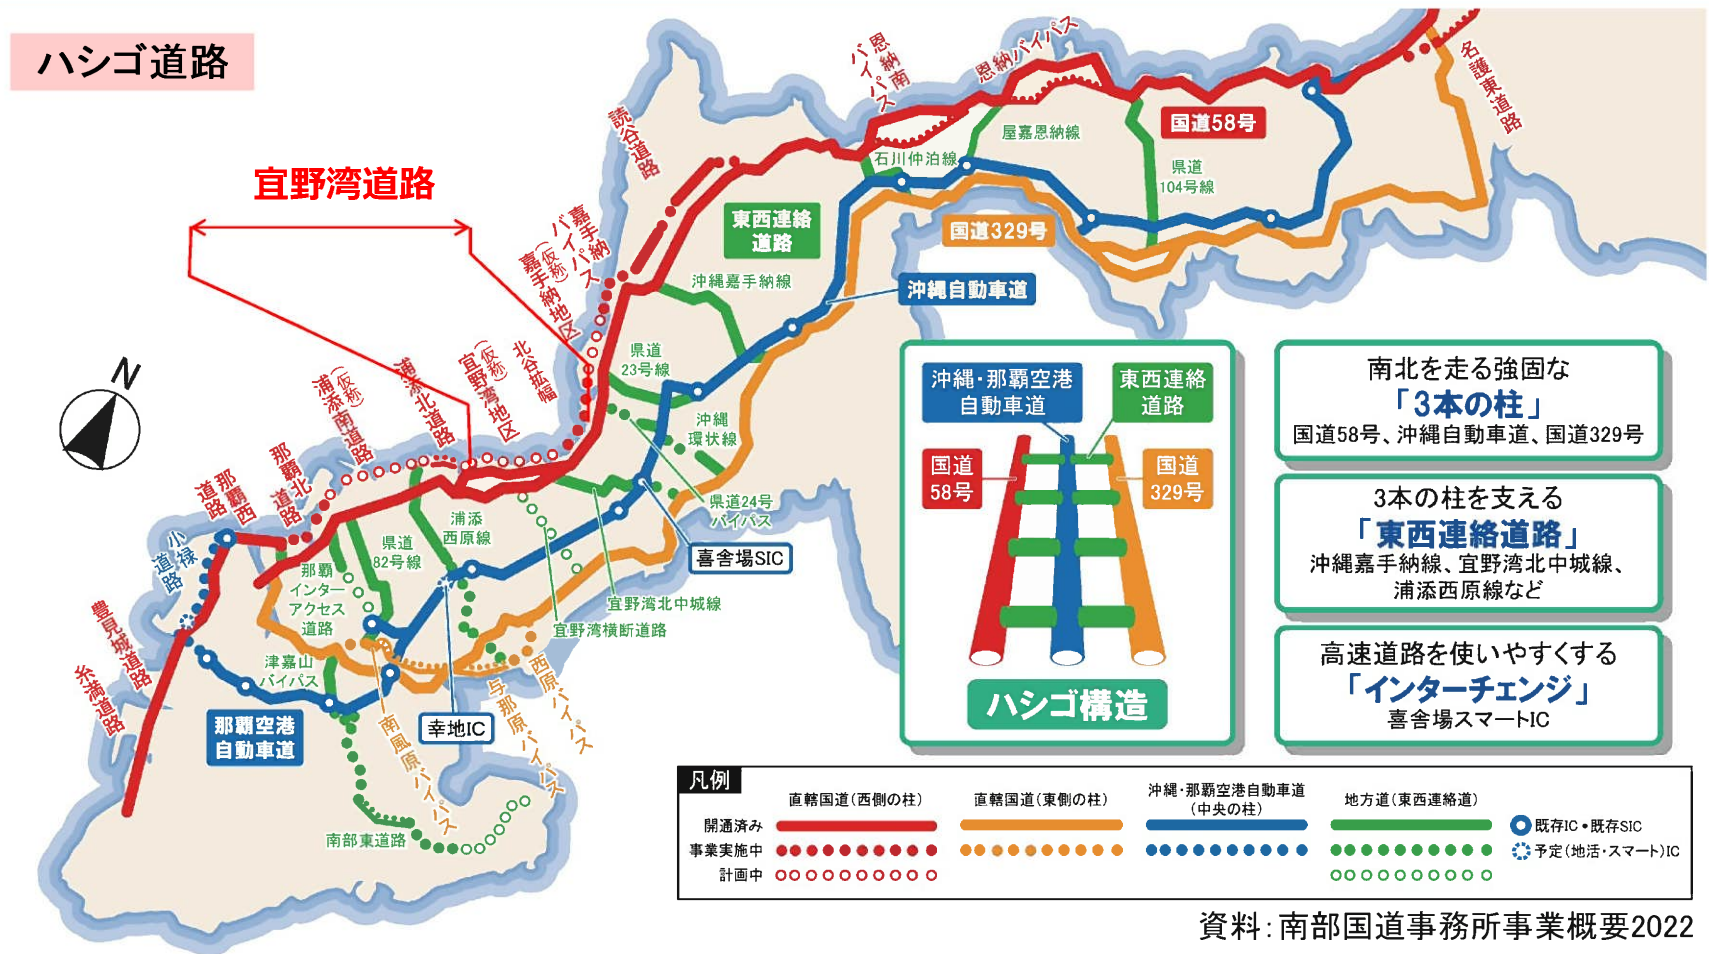 ハシゴ道路
宜野湾道路
恩納南
バイパス
恩納バイパス
名護東道路
読谷道路
国道58号
屋嘉恩納線
石川仲泊線
県道
104号線
東西連絡
道路
国道329号
嘉手納
バイパス
(仮称)
嘉手納地区
沖縄嘉手納線
沖縄自動車道
北谷拡幅
(仮称)
宜野湾地区
県道
23号線
浦添北道路
(仮称)
浦添南道路
沖縄
環状線
那覇北
道路
那覇西
道路
県道24号
バイパス
浦添
西原線
県道
82号線
小禄
道路
喜舎場SIC
那覇
インター
アクセス
道路
宜野湾北中城線
宜野湾横断道路
豊見城道路
糸満道路
津嘉山
バイパス
西原バイパス
与那原バイパス
南風原バイパス
幸地IC
那覇空港
自動車道
南部東道路
N
沖縄・那覇空港
自動車道
東西連絡
道路
国道
58号
国道
329号
ハシゴ構造
南北を走る強固な
「3本の柱」
国道58号、沖縄自動車道、国道329号
3本の柱を支える
「東西連絡道路」
沖縄嘉手納線、宜野湾北中城線、
浦添西原線など
高速道路を使いやすくする
「インターチェンジ」
喜舎場スマートIC
凡例
直轄国道(西側の柱)
直轄国道(東側の柱)
沖縄・那覇空港自動車道
(中央の柱)
地方道(東西連絡道)
開通済み
既存IC・既存SIC
事業実施中
予定(地活・スマート)IC
計画中
資料:南部国道事務所事業概要2022